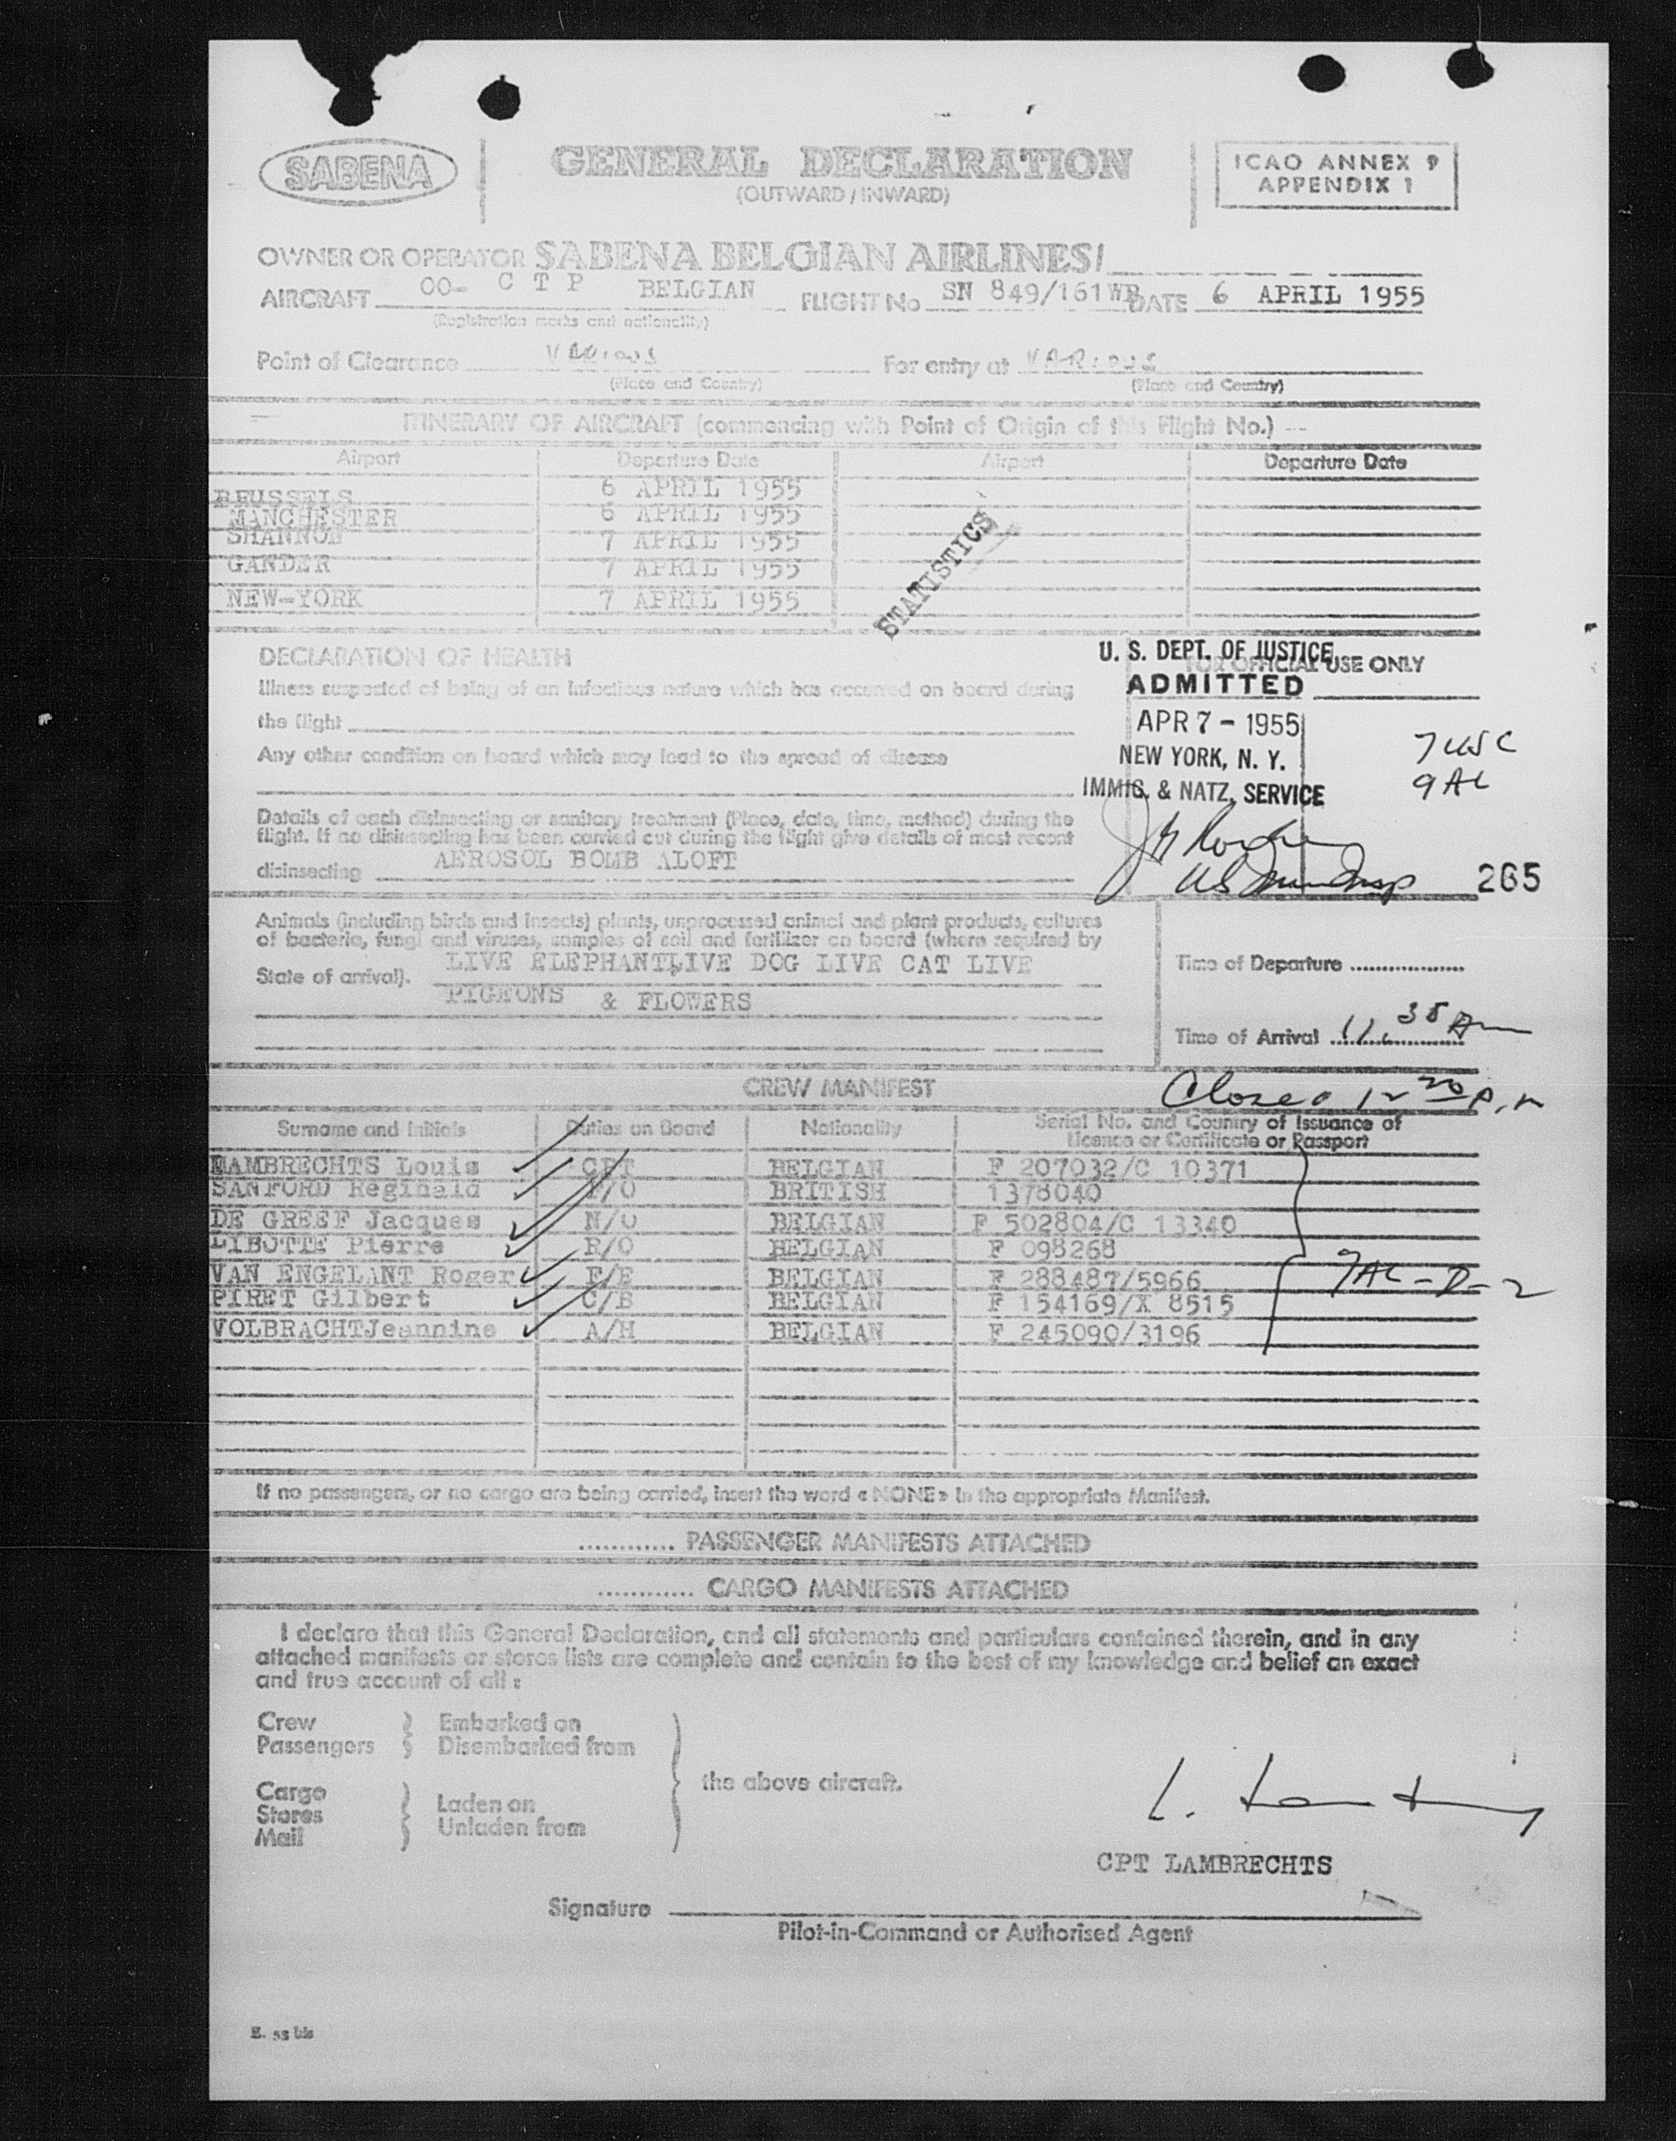 SABENA
GENERAL DECLARATION
(OUTWARD / INWARD)
ICAO ANNEX 9
APPENDIX 1
OWNER OR OPERATOR SABENA BELGIAN AIRLINES/
AIRCRAFT OO- C T P BELGIAN FLIGHT No SN 849/161WB DATE 6 APRIL 1955
(Registration marks and nationality)
Point of Clearance VARIOUS For entry at VARIOUS
(Place and Country) (Place and Country)
ITINERARY OF AIRCRAFT (commencing with Point of Origin of this Flight No.)
Airport Departure Date Airport Departure Date
BRUSSELS 6 APRIL 1955
MANCHESTER 6 APRIL 1955
SHANNON 7 APRIL 1955
GANDER 7 APRIL 1955
NEW-YORK 7 APRIL 1955
STATISTICS
DECLARATION OF HEALTH
FOR OFFICIAL USE ONLY
Illness suspected of being of an infectious nature which has occurred on board during
the flight
Any other condition on board which may lead to the spread of disease
Details of each disinsecting or sanitary treatment (Place, date, time, method) during the
flight. If no disinsecting has been carried out during the flight give details of most recent
disinsecting AEROSOL BOMB ALOFT
U. S. DEPT. OF JUSTICE
ADMITTED
APR 7 - 1955
NEW YORK, N. Y.
IMMIG. & NATZ. SERVICE
7 USC
9 AL
265
Animals (including birds and insects) plants, unprocessed animal and plant products, cultures
of bacteria, fungi and viruses, samples of soil and fertilizer on board (where required by
State of arrival). LIVE ELEPHANT LIVE DOG LIVE CAT LIVE
PIGEONS & FLOWERS
Time of Departure
Time of Arrival 11.38 Am
CREW MANIFEST
Closed 12 20 p.m
Surname and Initials Duties on Board Nationality Serial No. and Country of Issuance of
Licence or Certificate or Passport
LAMBRECHTS Louis CPT BELGIAN F 207032/C 10371
SANFORD Reginald F/O BRITISH 1378040
DE GREEF Jacques N/O BELGIAN F 502804/C 13340
LIBOTTE Pierre R/O BELGIAN F 098268
VAN ENGELANT Roger F/E BELGIAN F 288487/5966
PIRET Gilbert C/B BELGIAN F 154169/X 8515
VOLBRACHT Jeannine A/H BELGIAN F 245090/3196
7AL-D-2
If no passengers, or no cargo are being carried, insert the word « NONE » in the appropriate Manifest.
............ PASSENGER MANIFESTS ATTACHED
............ CARGO MANIFESTS ATTACHED
I declare that this General Declaration, and all statements and particulars contained therein, and in any
attached manifests or stores lists are complete and contain to the best of my knowledge and belief an exact
and true account of all :
Crew Embarked on
Passengers Disembarked from
the above aircraft.
Cargo
Stores Laden on
Mail Unladen from
CPT LAMBRECHTS
Signature
Pilot-in-Command or Authorised Agent
E. 53 bis